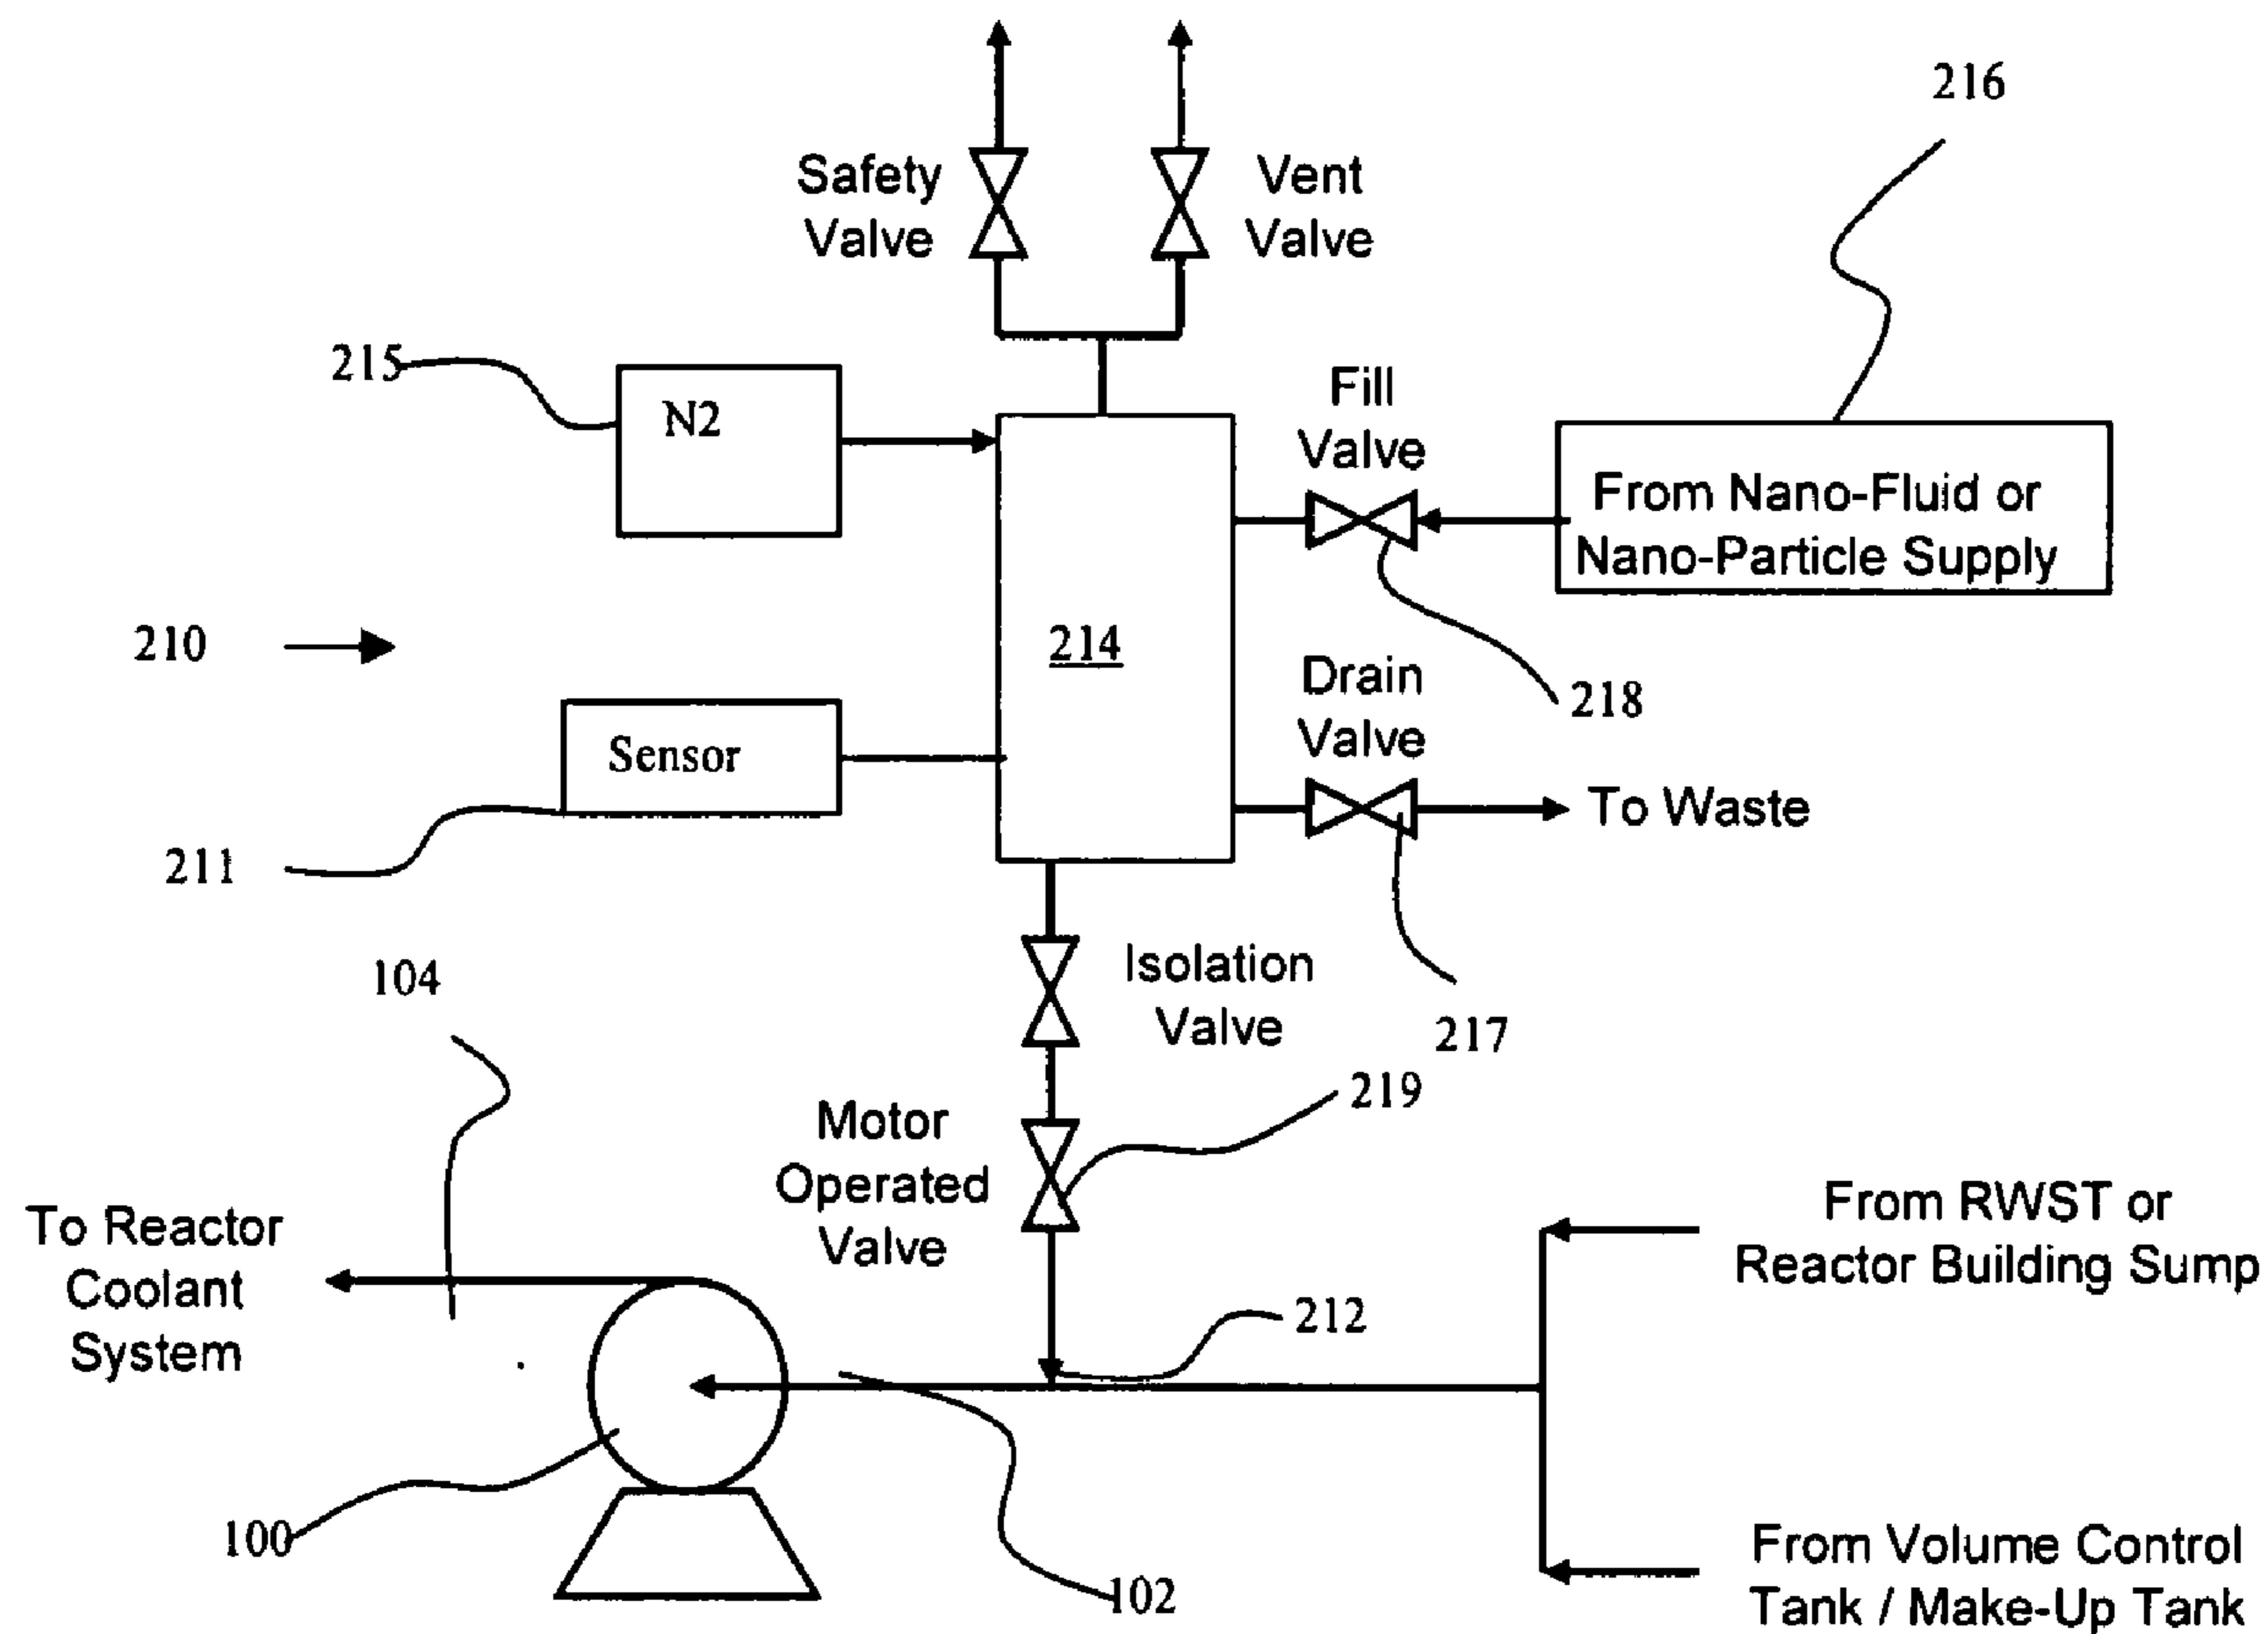 216
Safety
Valve
Vent
Valve
215
N2
Fill
Valve
From Nano-Fluid or
Nano-Particle Supply
210
214
218
Drain
Valve
Sensor
To Waste
211
104
Isolation
Valve
217
219
Motor
Operated
Valve
To Reactor
Coolant
System
From RWST or
Reactor Building Sump
212
100
102
From Volume Control
Tank / Make-Up Tank